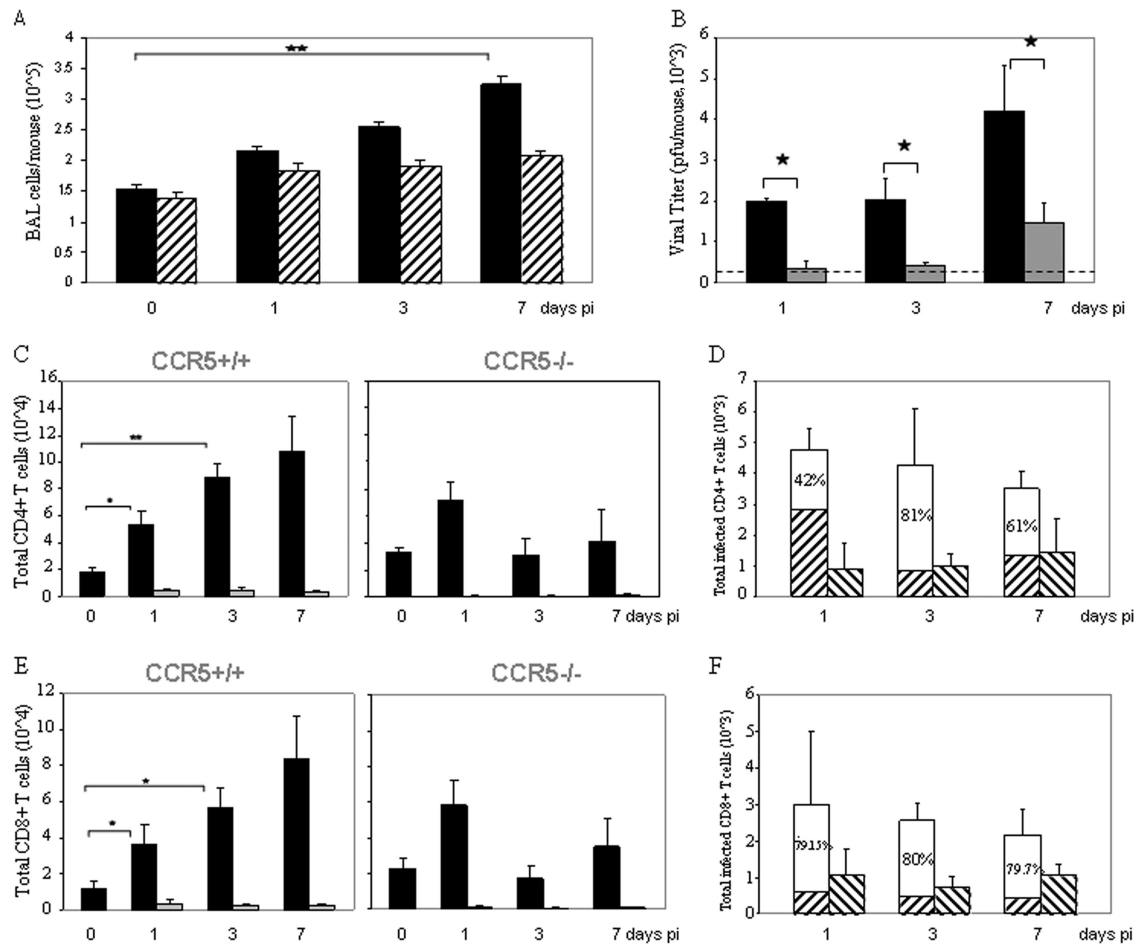 A
BAL cells/mouse (10^5)
4
3.5
3
2.5
2
1.5
1
0.5
0
**
0 1 3 7 days pi
B
Viral Titer (pfu/mouse,10^3)
6
5
4
3
2
1
0
★ ★ ★
1 3 7 days pi
C
CCR5+/+
CCR5-/-
Total CD4+T cells (10^4)
16
14
12
10
8
6
4
2
0
**
*
0 1 3 7
0 1 3 7 days pi
D
Total infected CD4+ T cells (10^3)
7
6
5
4
3
2
1
0
42%
81%
61%
1 3 7 days pi
E
CCR5+/+
CCR5-/-
Total CD8+T cells (10^4)
12
10
8
6
4
2
0
*
*
0 1 3 7
0 1 3 7 days pi
F
Total infected CD8+ T cells (10^3)
6
5
4
3
2
1
0
79.15%
80%
79.7%
1 3 7 days pi